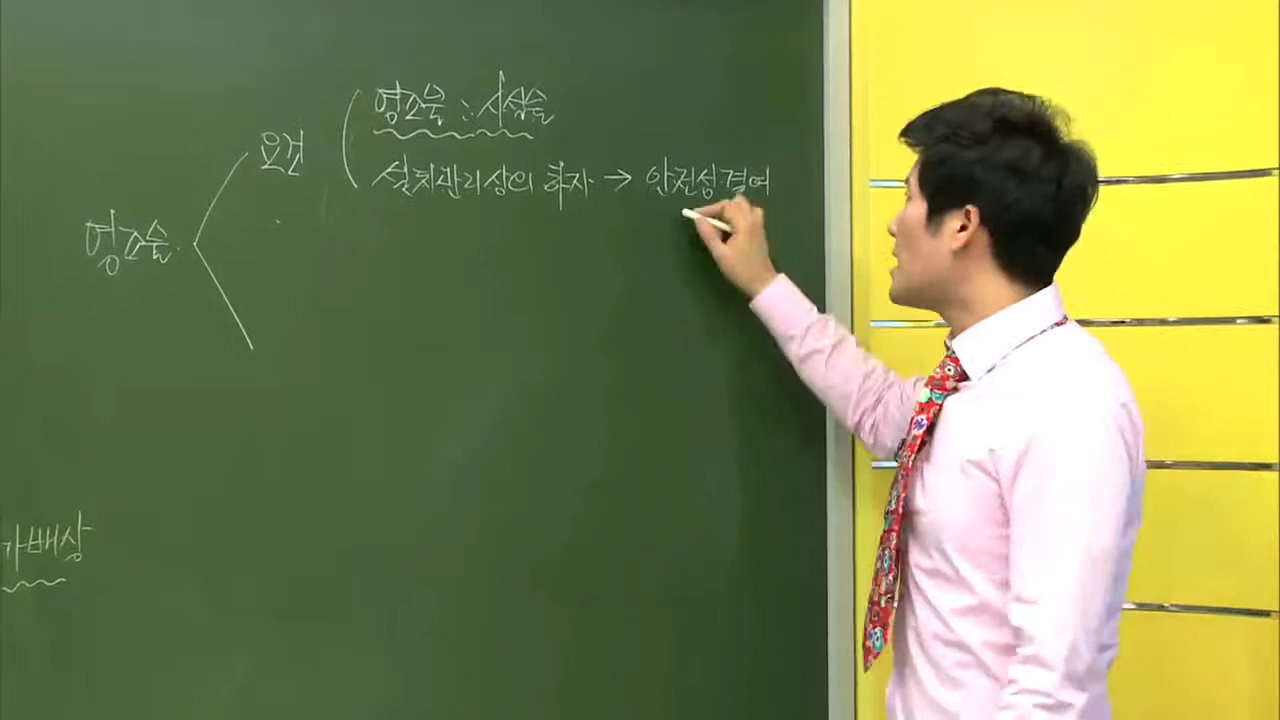 영조물 : 시설물
요건
설치관리상의 하자 → 안전성 결여
영조물
가배상